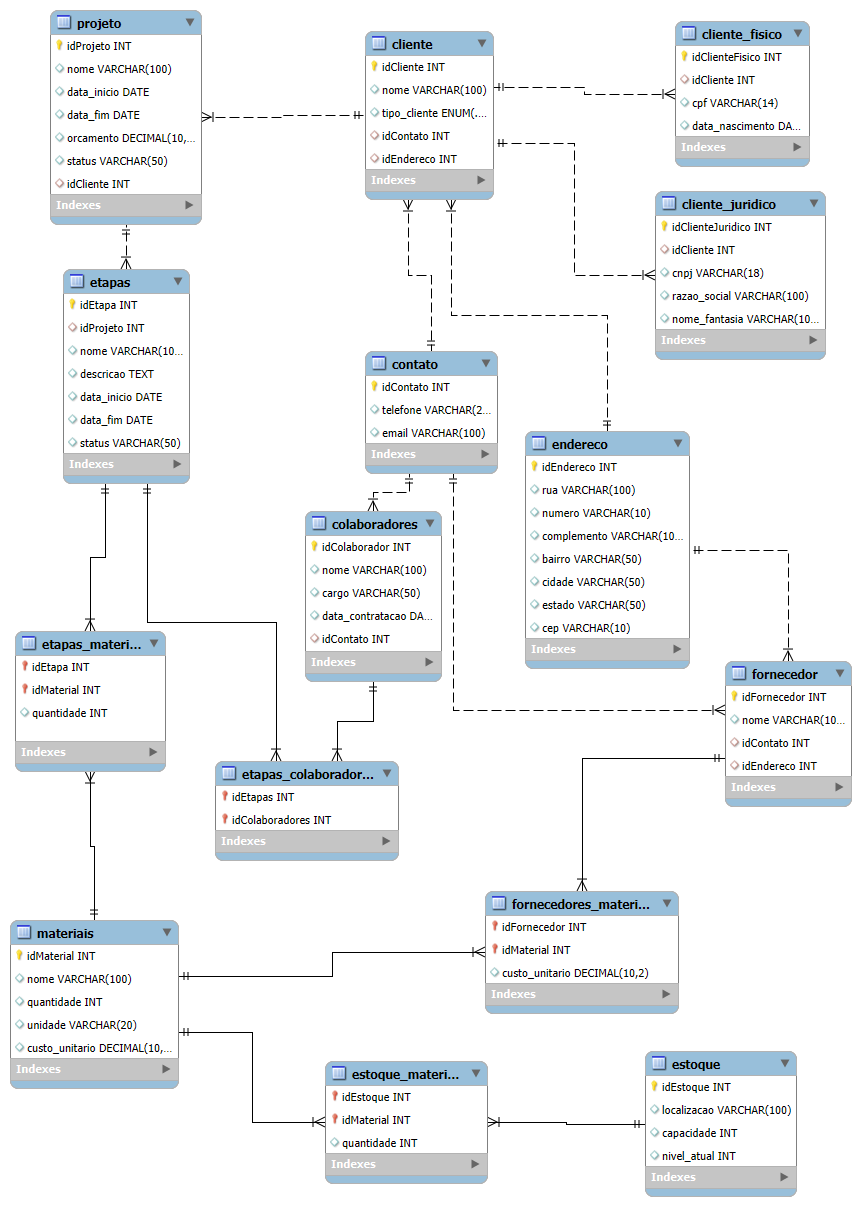 projeto
idProjeto INT
nome VARCHAR(100)
data_inicio DATE
data_fim DATE
orcamento DECIMAL(10,...
status VARCHAR(50)
idCliente INT
Indexes
cliente
idCliente INT
nome VARCHAR(100)
tipo_cliente ENUM(,...
idContato INT
idEndereco INT
Indexes
cliente_fisico
idClienteFisico INT
idCliente INT
cpf VARCHAR(14)
data_nascimento DA...
Indexes
cliente_juridico
idClienteJuridico INT
idCliente INT
cnpj VARCHAR(18)
razao_social VARCHAR(100)
nome_fantasia VARCHAR(10...
Indexes
etapas
idEtapa INT
idProjeto INT
nome VARCHAR(10...
descricao TEXT
data_inicio DATE
data_fim DATE
status VARCHAR(50)
Indexes
contato
idContato INT
telefone VARCHAR(2...
email VARCHAR(100)
Indexes
endereco
idEndereco INT
rua VARCHAR(100)
numero VARCHAR(10)
complemento VARCHAR(10...
bairro VARCHAR(50)
cidade VARCHAR(50)
estado VARCHAR(50)
cep VARCHAR(10)
Indexes
colaboradores
idColaborador INT
nome VARCHAR(100)
cargo VARCHAR(50)
data_contratacao DA...
idContato INT
Indexes
etapas_materi...
idEtapa INT
idMaterial INT
quantidade INT
Indexes
fornecedor
idFornecedor INT
nome VARCHAR(10...
idContato INT
idEndereco INT
Indexes
etapas_colaborador...
idEtapas INT
idColaboradores INT
Indexes
fornecedores_materi...
idFornecedor INT
idMaterial INT
custo_unitario DECIMAL(10,2)
Indexes
materiais
idMaterial INT
nome VARCHAR(100)
quantidade INT
unidade VARCHAR(20)
custo_unitario DECIMAL(10,...
Indexes
estoque_materi...
idEstoque INT
idMaterial INT
quantidade INT
Indexes
estoque
idEstoque INT
localizacao VARCHAR(100)
capacidade INT
nivel_atual INT
Indexes